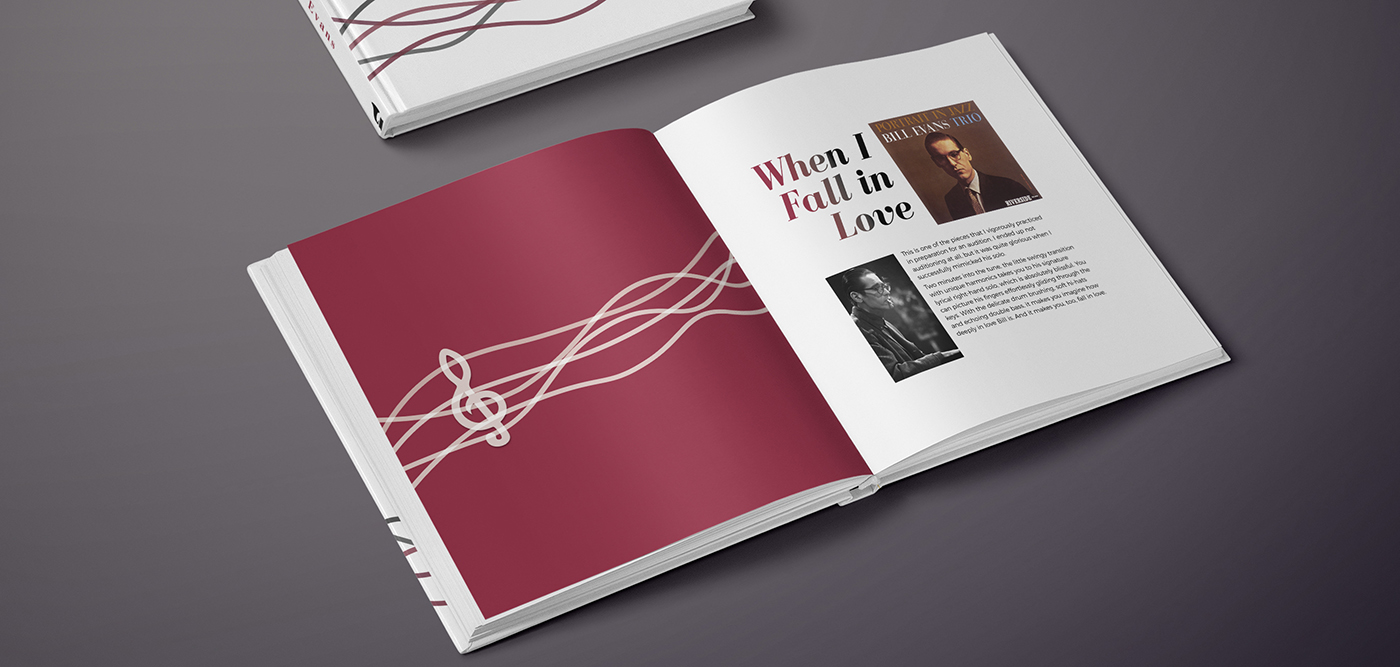 Evans
When I
Fall in
Love
PORTRAIT IN JAZZ
BILL EVANS TRIO
RIVERSIDE
This is one of the pieces that I vigorously practiced
in preparation for an audition. I ended up not
auditioning at all, but it was quite glorious when I
successfully mimicked his solo.
Two minutes into the tune, the little swingy transition
with unique harmonics takes you to his signature
lyrical right-hand solo, which is absolutely blissful. You
can picture his fingers effortlessly gliding through the
keys. With the delicate drum brushing, soft hi-hats
and echoing double bass, it makes you imagine how
deeply in love Bill is. And it makes you, too, fall in love.